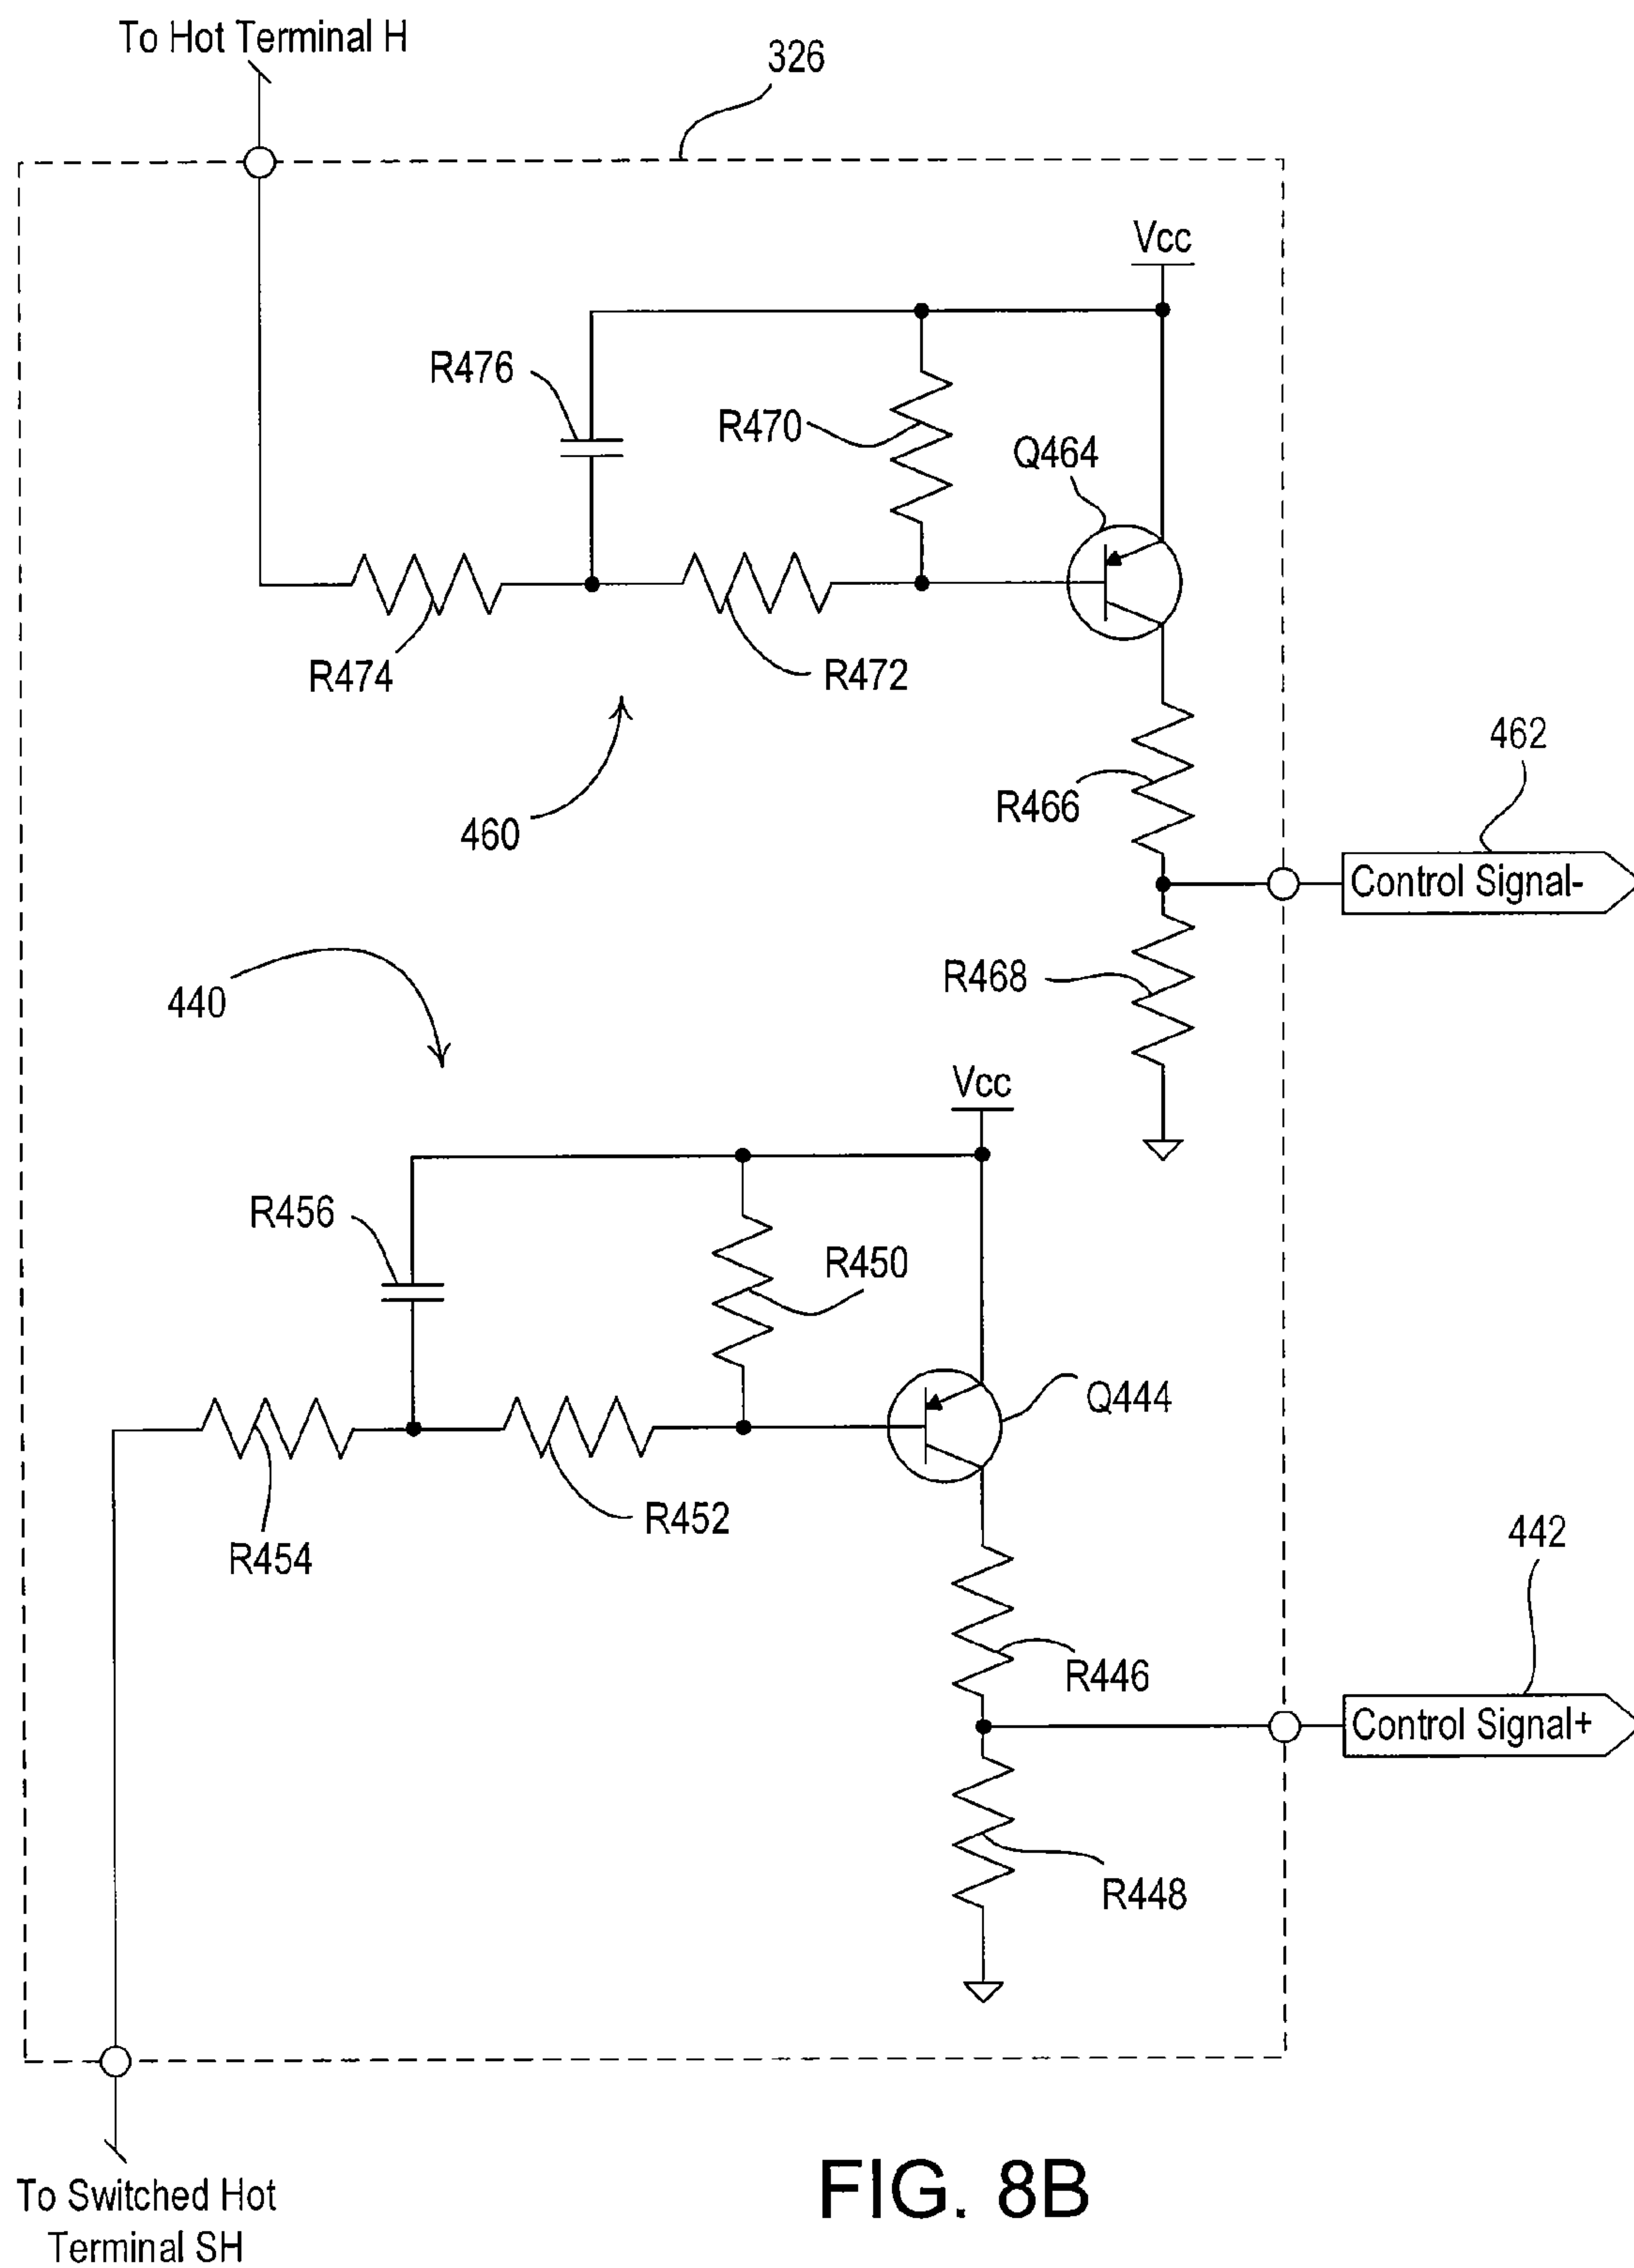 To Hot Terminal H
326
Vcc
R476
R470
Q464
R474
R472
460
R466
462
Control Signal-
R468
440
Vcc
R456
R450
Q444
R454
R452
442
R446
Control Signal+
R448
To Switched Hot
Terminal SH
FIG. 8B